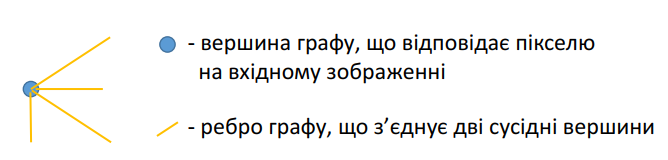 - вершина графу, що відповідає пікселю
на вхідному зображенні
- ребро графу, що з’єднує дві сусідні вершини